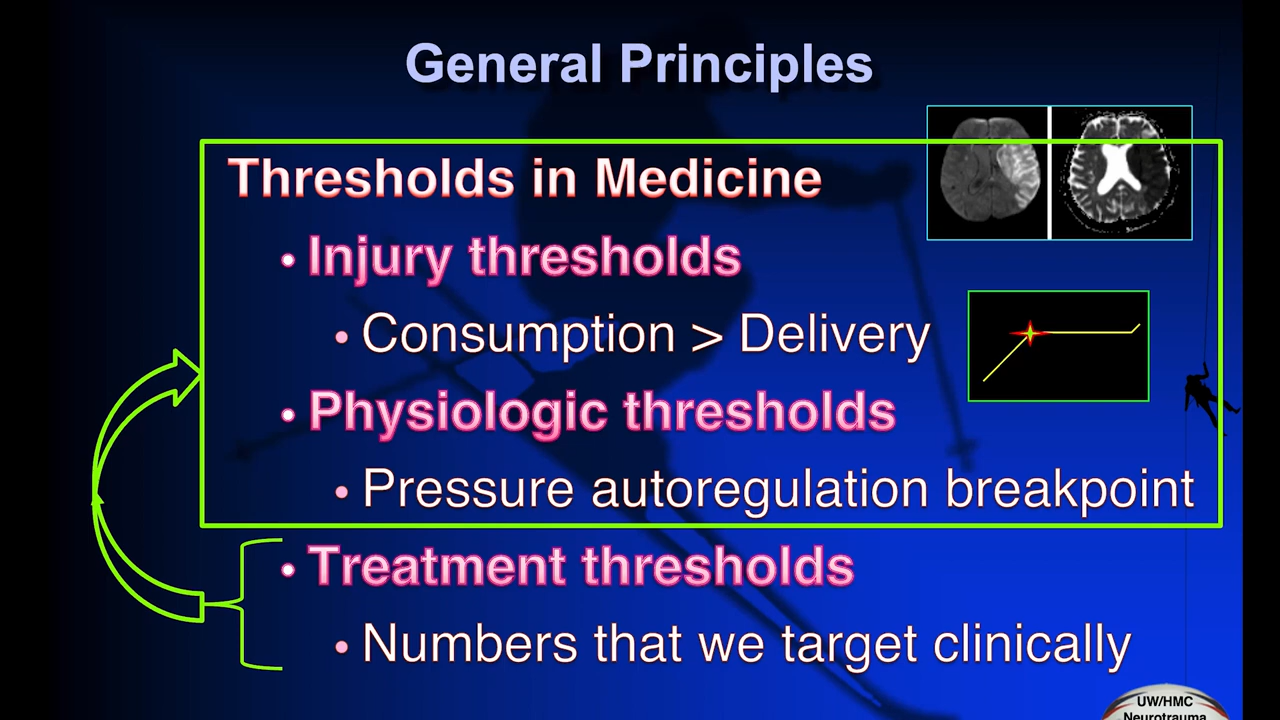 General Principles
Thresholds in Medicine
• Injury thresholds
• Consumption > Delivery
• Physiologic thresholds
• Pressure autoregulation breakpoint
• Treatment thresholds
• Numbers that we target clinically
UW/HMC
Neurotrauma